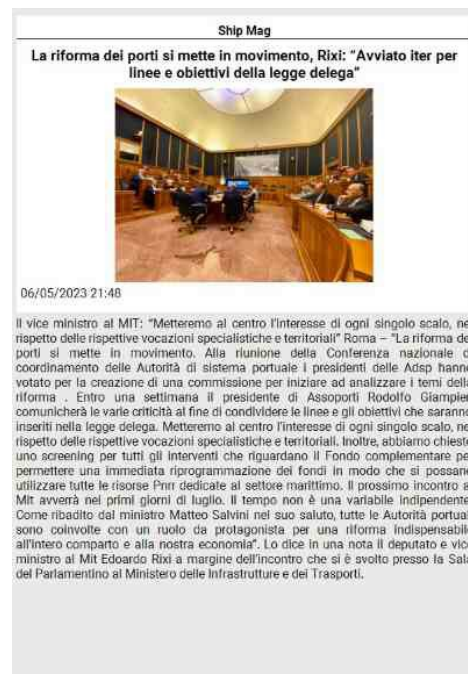 Ship Mag
La riforma dei porti si mette in movimento, Rixi: "Avviato iter per
linee e obiettivi della legge delega"
06/05/2023 21:48
Il vice ministro al MIT: "Metteremo al centro l'interesse di ogni singolo scalo, ne
rispetto delle rispettive vocazioni specialistiche e territoriali" Roma – "La riforma de
porti si mette in movimento. Alla riunione della Conferenza nazionale d
coordinamento delle Autorità di sistema portuale i presidenti delle Adsp hanno
votato per la creazione di una commissione per iniziare ad analizzare i temi della
riforma . Entro una settimana il presidente di Assoporti Rodolfo Giampier
comunicherà le varie criticità al fine di condividere le linee e gli obiettivi che saranno
inseriti nella legge delega. Metteremo al centro l'interesse di ogni singolo scalo, ne
rispetto delle rispettive vocazioni specialistiche e territoriali. Inoltre, abbiamo chiesto
uno screening per tutti gli interventi che riguardano il Fondo complementare pe
permettere una immediata riprogrammazione dei fondi in modo che si possano
utilizzare tutte le risorse Pnrr dedicate al settore marittimo. Il prossimo incontro a
Mit avverrà nei primi giorni di luglio. Il tempo non è una variabile indipendente
Come ribadito dal ministro Matteo Salvini nel suo saluto, tutte le Autorità portual
sono coinvolte con un ruolo da protagonista per una riforma indispensabile
all'intero comparto e alla nostra economia". Lo dice in una nota il deputato e vice
ministro al Mit Edoardo Rixi a margine dell'incontro che si è svolto presso la Sala
del Parlamentino al Ministero delle Infrastrutture e dei Trasporti.